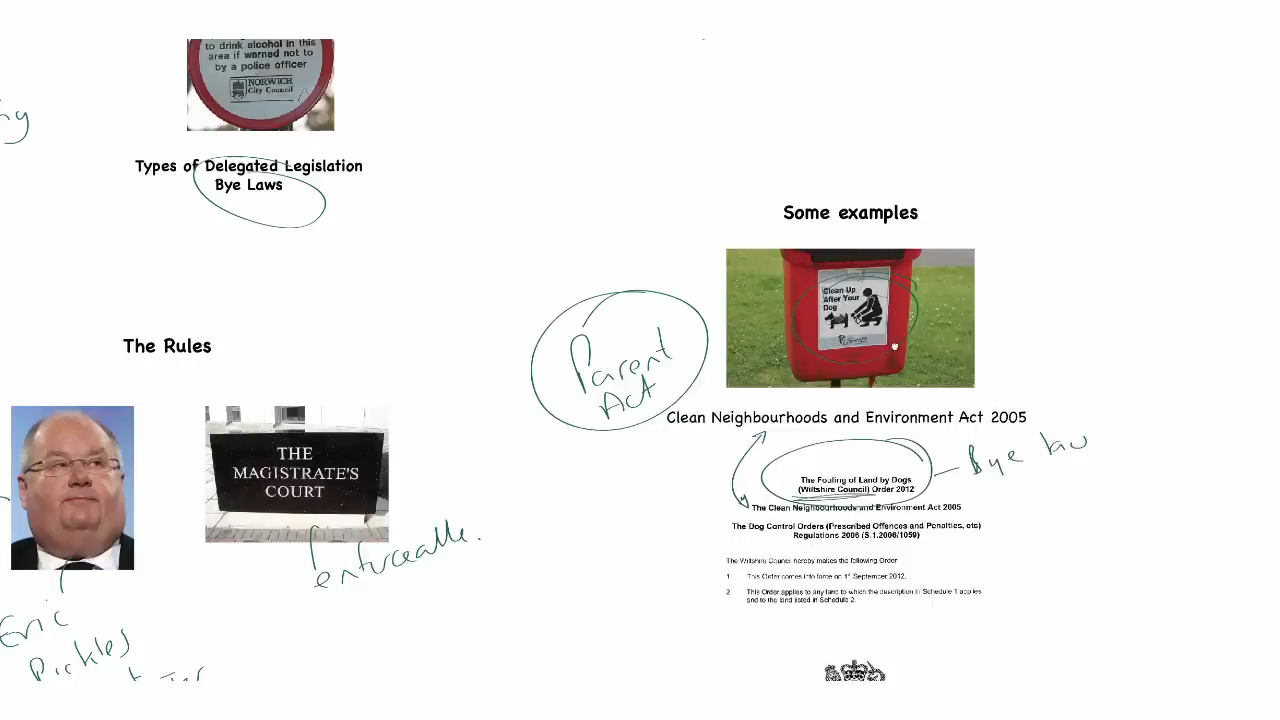 to drink alcohol in this
area if warned not to
by a police officer
NORWICH
City Council
Types of Delegated Legislation
Bye Laws
The Rules
THE
MAGISTRATE'S
COURT
enforceable.
Eric
Pickles
Some examples
Clean Up
After Your
Dog
Parent
Act
Clean Neighbourhoods and Environment Act 2005
The Fouling of Land by Dogs
(Wiltshire Council) Order 2012
Bye law
The Clean Neighbourhoods and Environment Act 2005
The Dog Control Orders (Prescribed Offences and Penalties, etc)
Regulations 2006 (S.1.2006/1059)
The Wiltshire Council hereby makes the following Order
1 This Order comes into force on 1st September 2012.
2 This Order applies to any land to which the description in Schedule 1 applies
and to the land listed in Schedule 2.